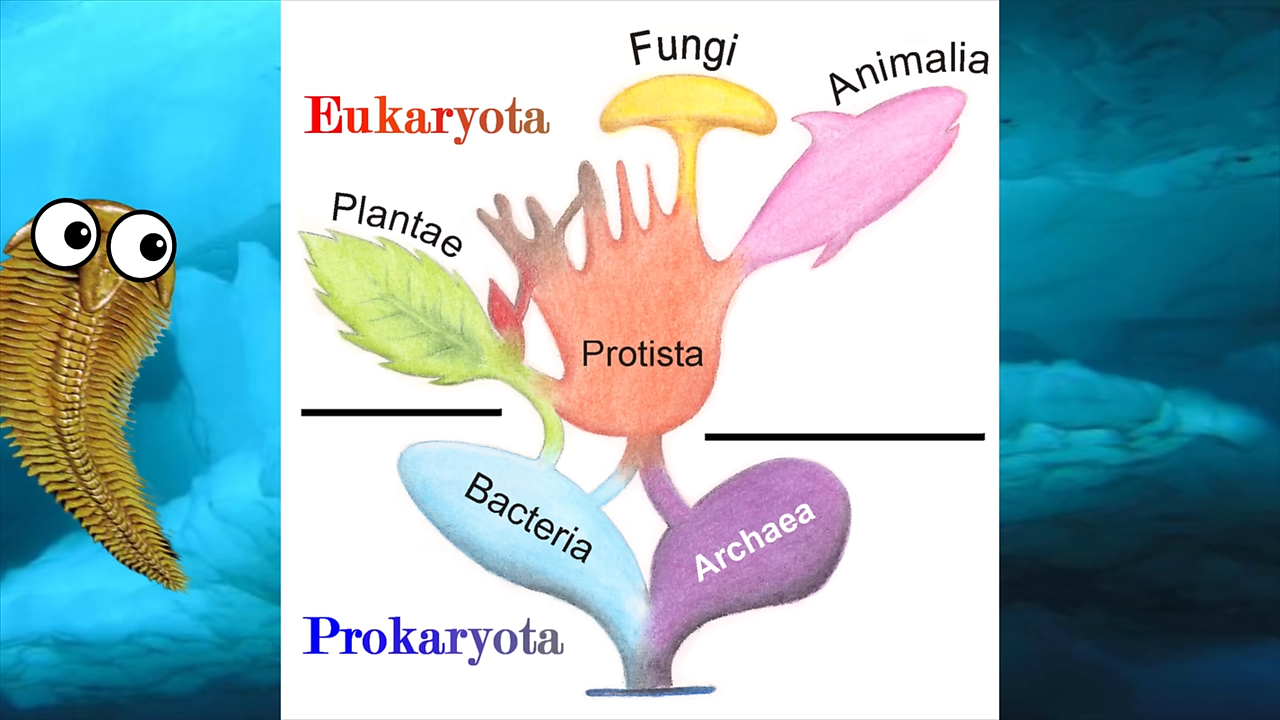 Fungi
Animalia
Eukaryota
Plantae
Protista
Bacteria
Archaea
Prokaryota